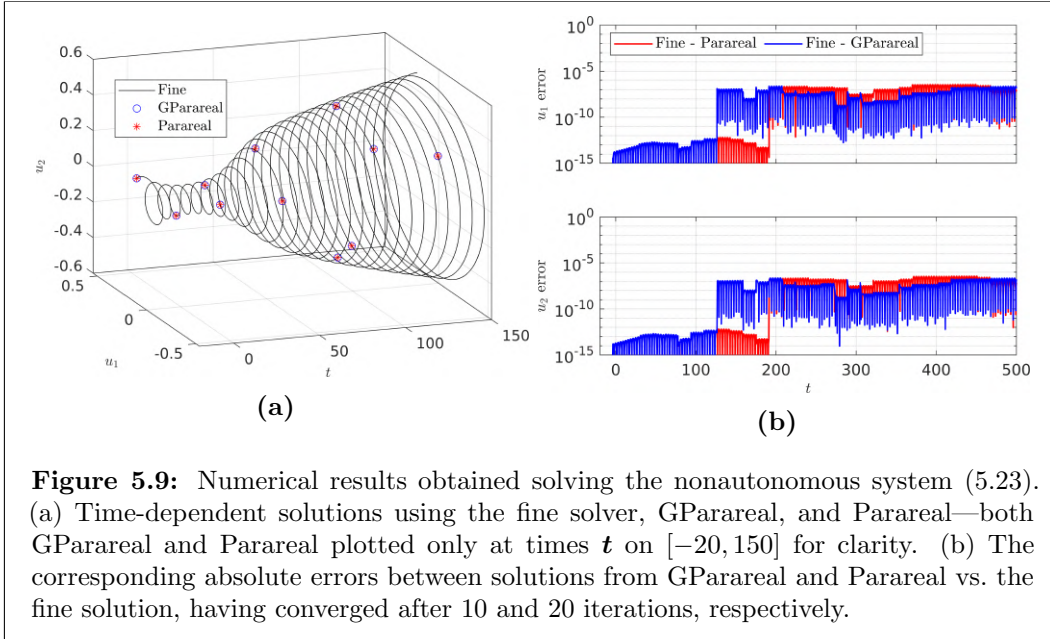 0.6
0.4
0.2
0
-0.2
-0.4
-0.6
u₂
Fine
GParareal
Parareal
0.5
0
-0.5
u₁
0
50
100
150
t
(a)
10⁰
10⁻⁵
10⁻¹⁰
10⁻¹⁵
u₁ error
Fine - Parareal
Fine - GParareal
10⁰
10⁻⁵
10⁻¹⁰
10⁻¹⁵
u₂ error
0
100
200
300
400
500
t
(b)
Figure 5.9: Numerical results obtained solving the nonautonomous system (5.23).
(a) Time-dependent solutions using the fine solver, GParareal, and Parareal—both
GParareal and Parareal plotted only at times t on [−20, 150] for clarity. (b) The
corresponding absolute errors between solutions from GParareal and Parareal vs. the
fine solution, having converged after 10 and 20 iterations, respectively.